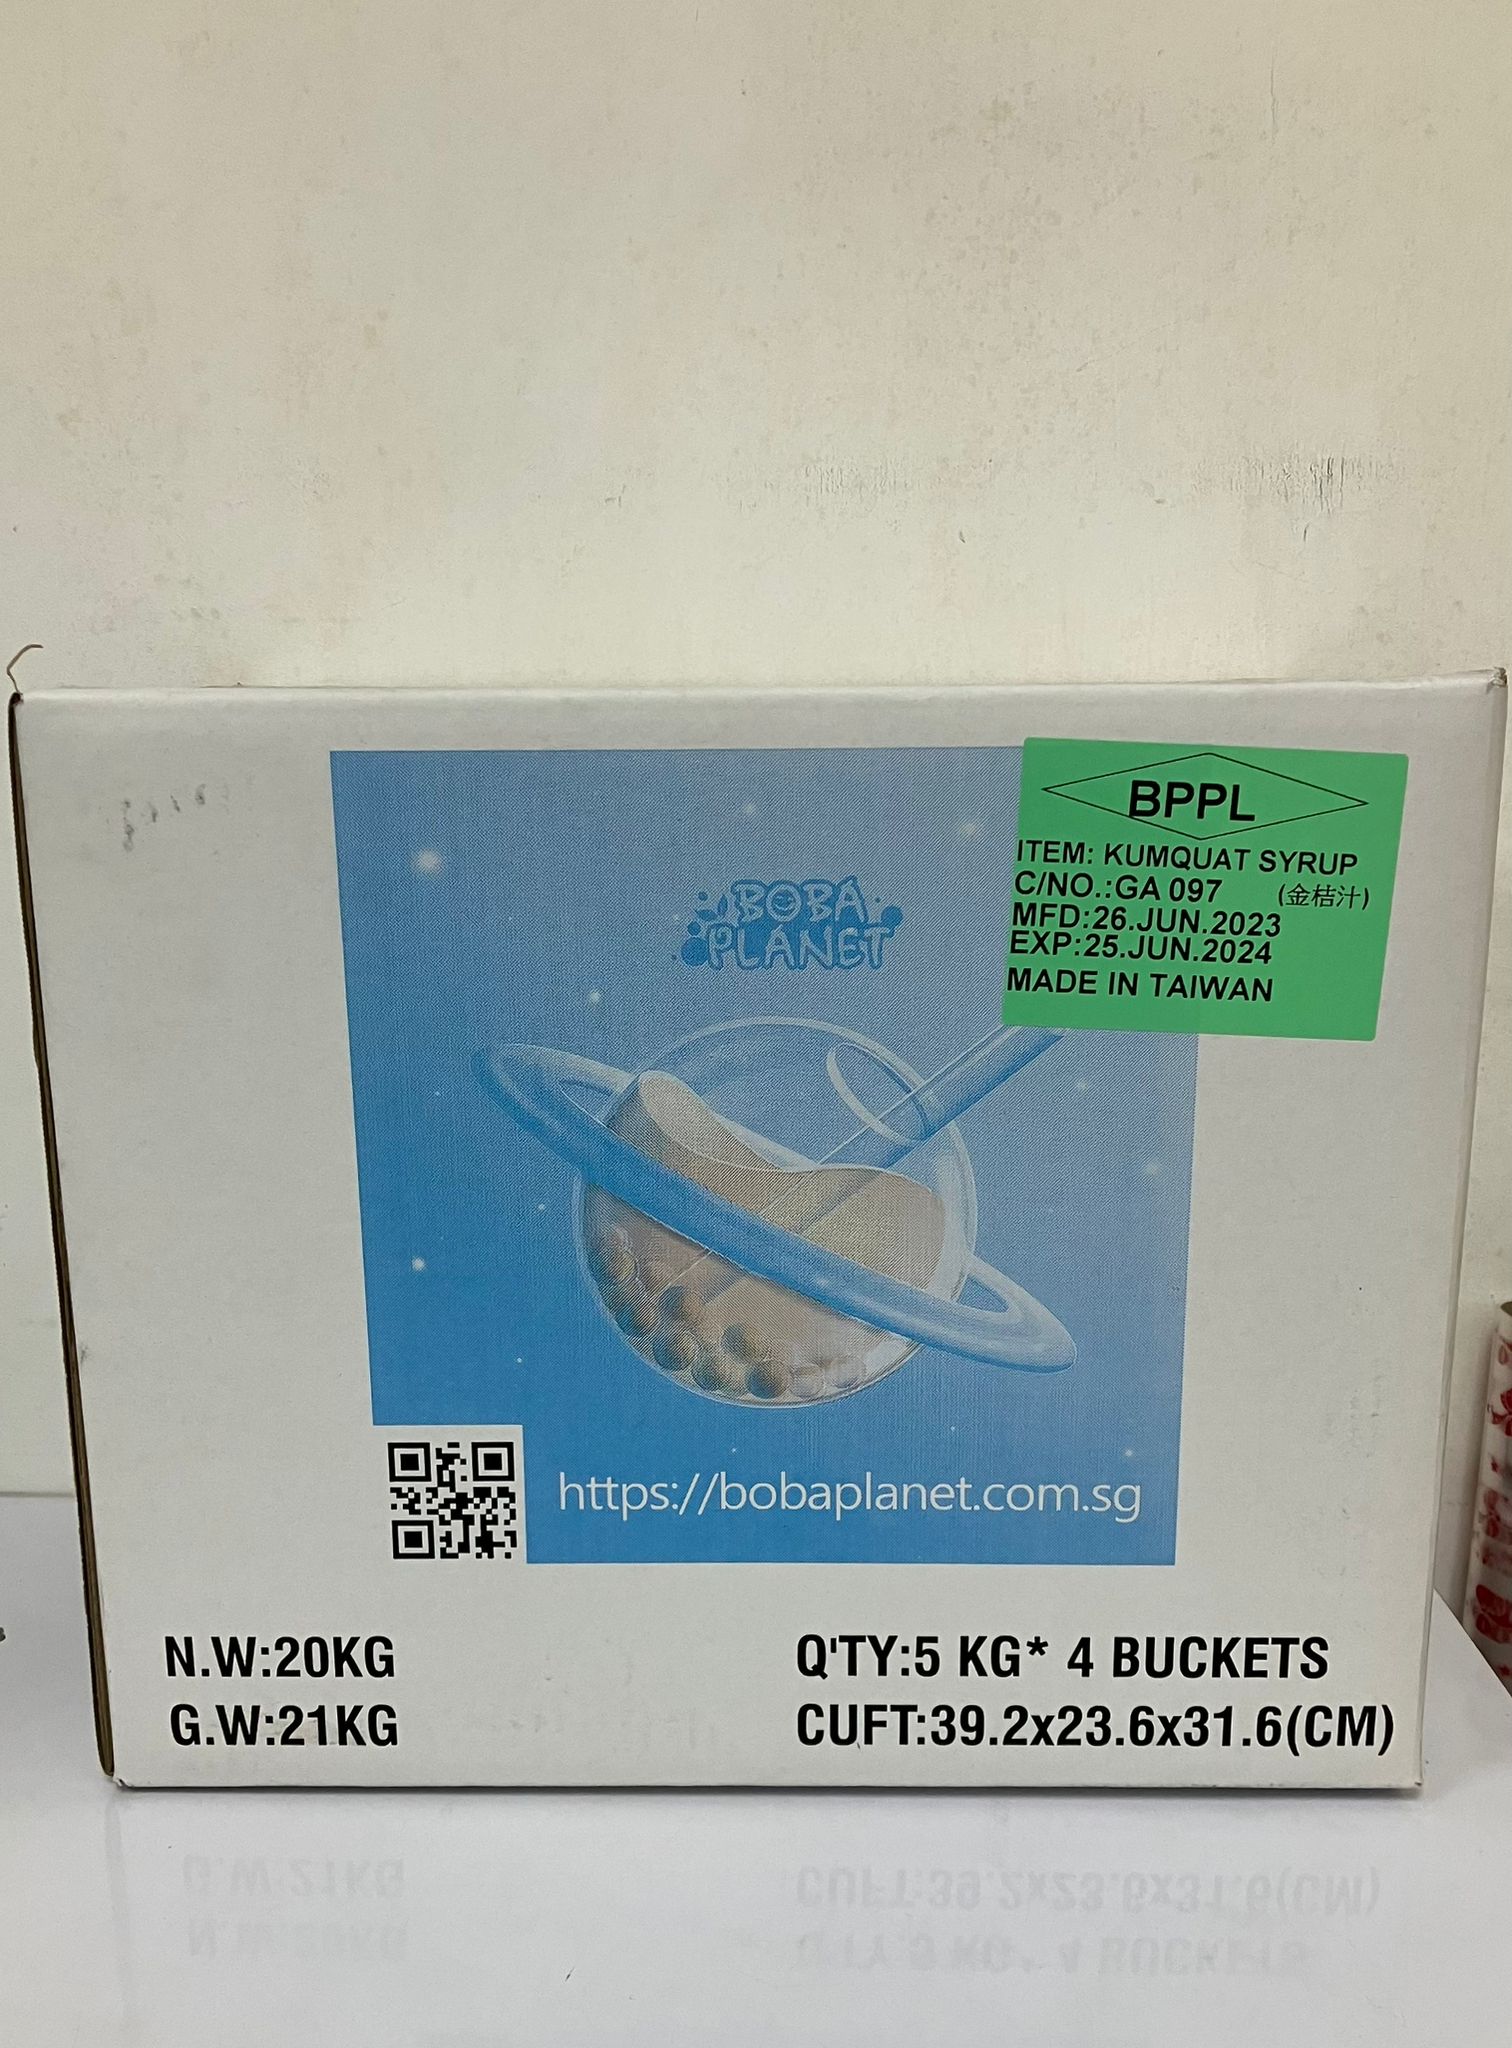 BPPL
ITEM: KUMQUAT SYRUP
C/NO.:GA 097 (金桔汁)
MFD:26.JUN.2023
EXP:25.JUN.2024
MADE IN TAIWAN
BOBA
PLANET
https://bobaplanet.com.sg
N.W:20KG
G.W:21KG
Q'TY:5 KG* 4 BUCKETS
CUFT:39.2x23.6x31.6(CM)